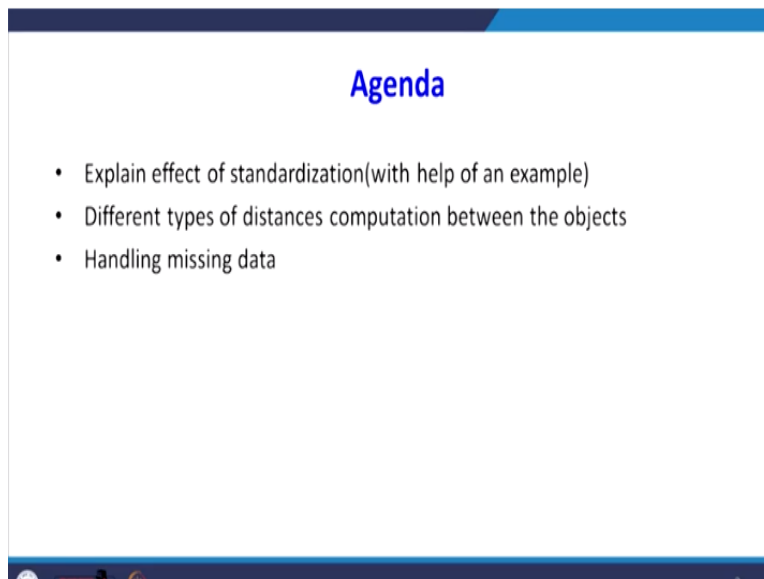 Agenda
• Explain effect of standardization(with help of an example)
• Different types of distances computation between the objects
• Handling missing data